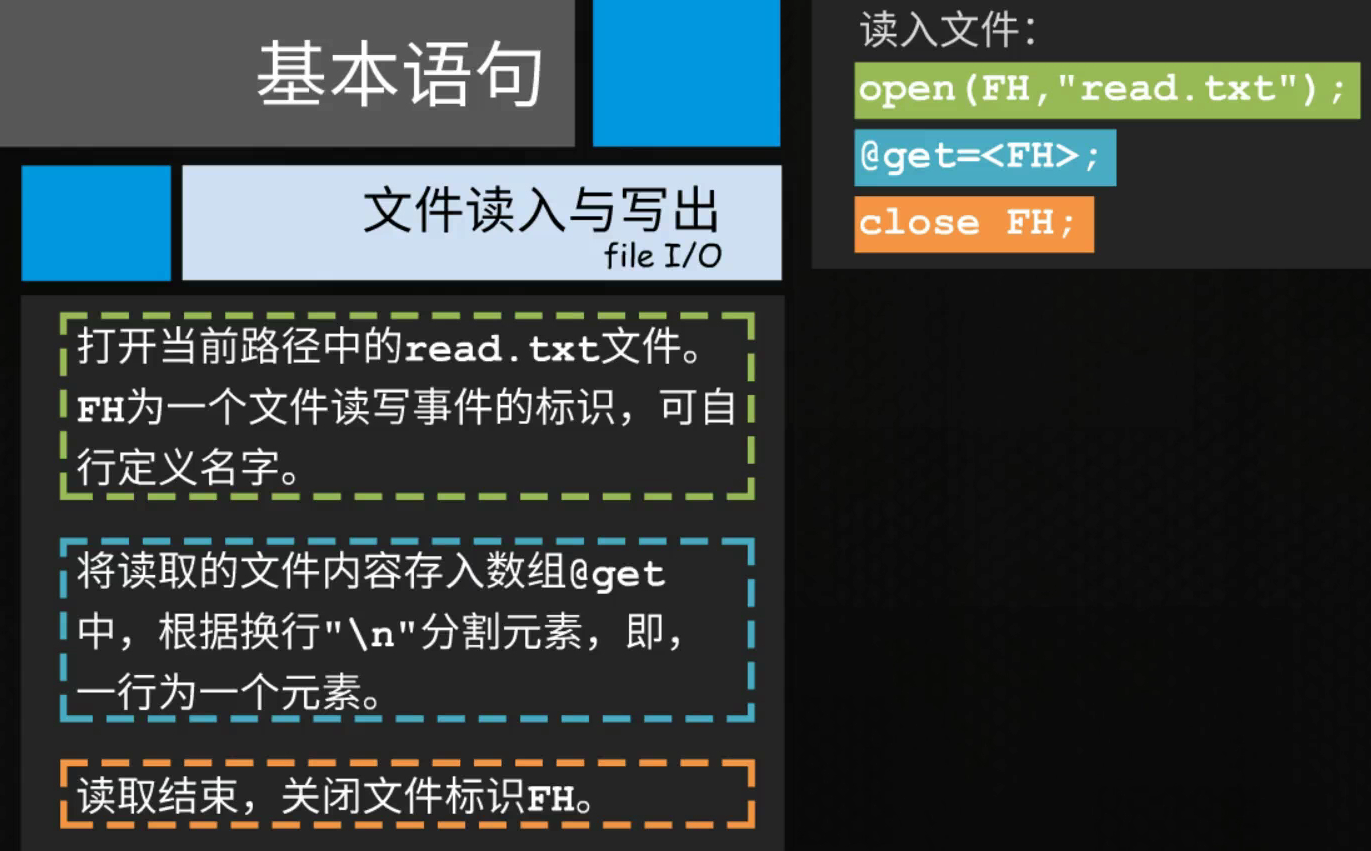 基本语句
文件读入与写出
file I/O
打开当前路径中的read.txt文件。
FH为一个文件读写事件的标识，可自
行定义名字。
将读取的文件内容存入数组@get
中，根据换行"\n"分割元素，即，
一行为一个元素。
读取结束，关闭文件标识FH。
读入文件：
open(FH,"read.txt");
@get=<FH>;
close FH;